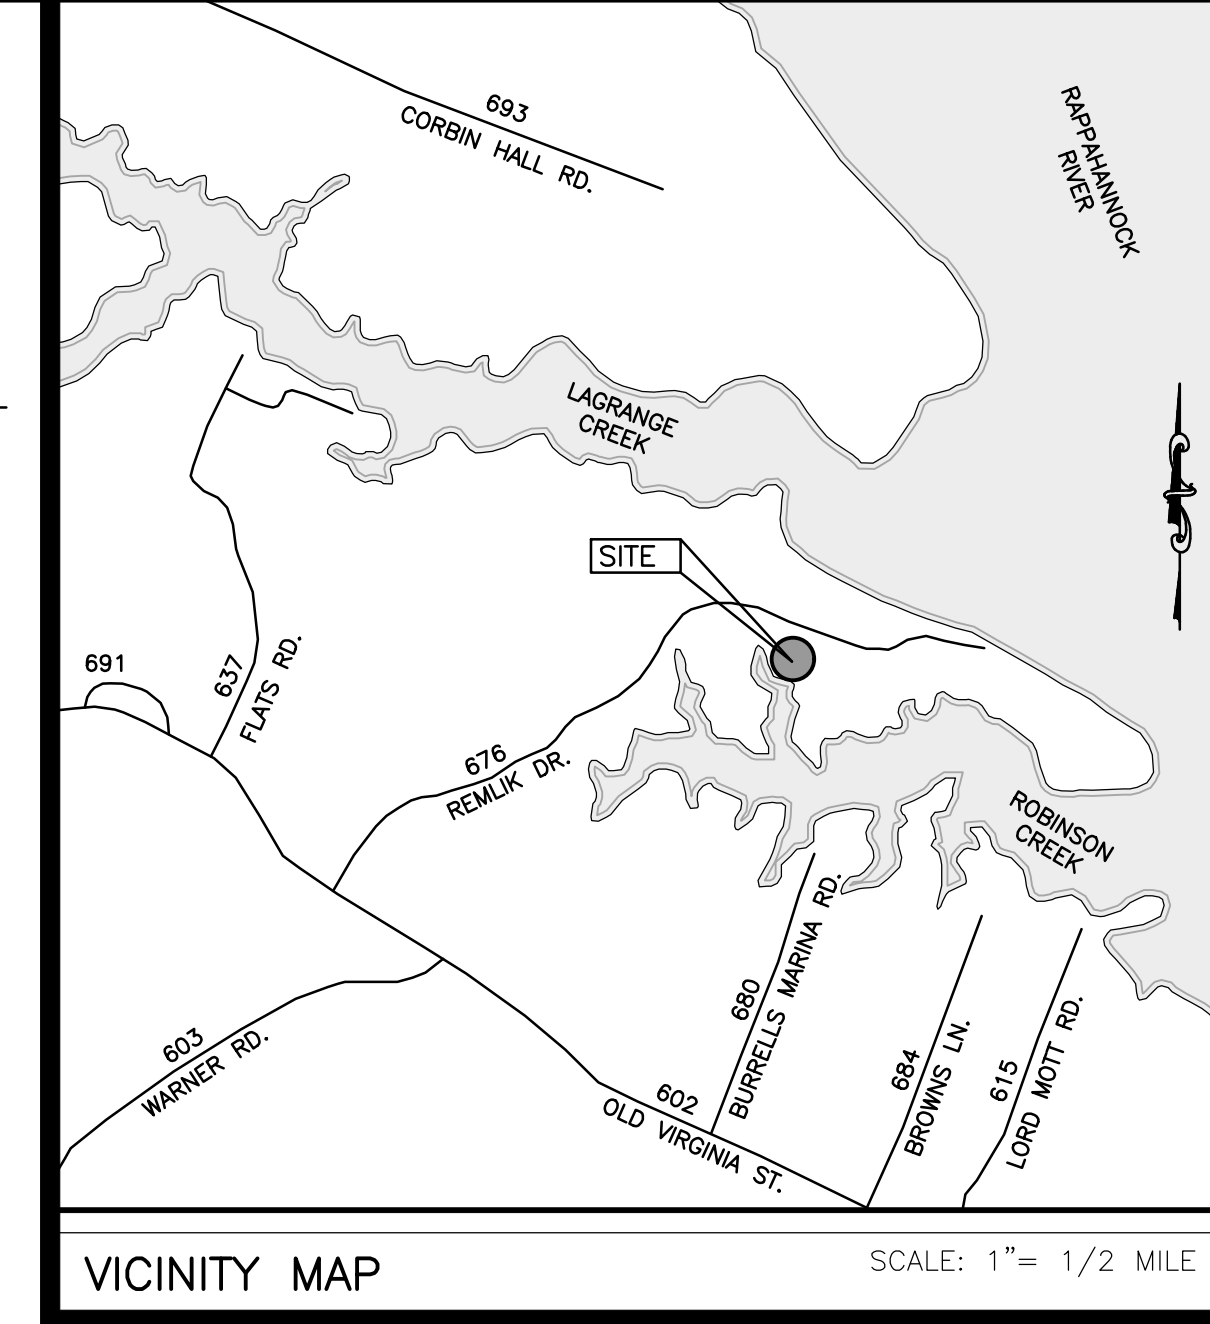 693
CORBIN HALL RD.
RAPPAHANNOCK
RIVER
LAGRANGE
CREEK
SITE
691
637
FLATS RD.
676
REMLIK DR.
ROBINSON
CREEK
680
BURRELLS MARINA RD.
603
WARNER RD.
684
BROWNS LN.
615
LORD MOTT RD.
602
OLD VIRGINIA ST.
VICINITY MAP
SCALE: 1"= 1/2 MILE